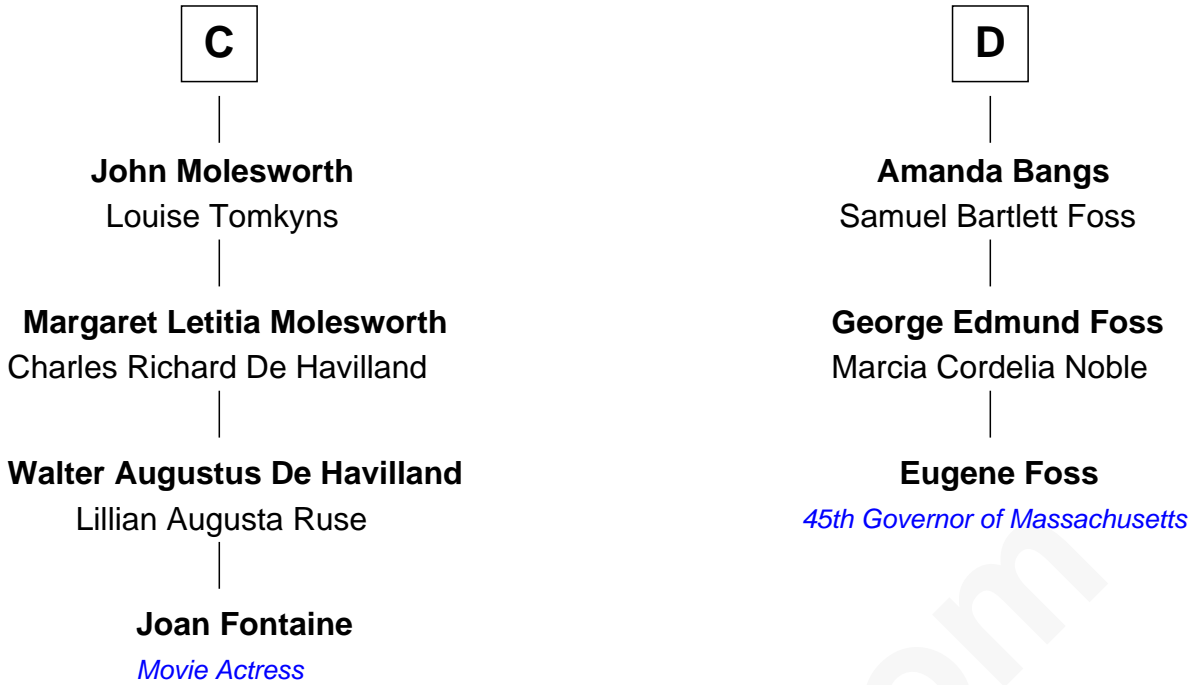 C
John Molesworth
Louise Tomkyns
Margaret Letitia Molesworth
Charles Richard De Havilland
Walter Augustus De Havilland
Lillian Augusta Ruse
Joan Fontaine
Movie Actress
D
Amanda Bangs
Samuel Bartlett Foss
George Edmund Foss
Marcia Cordelia Noble
Eugene Foss
45th Governor of Massachusetts
om